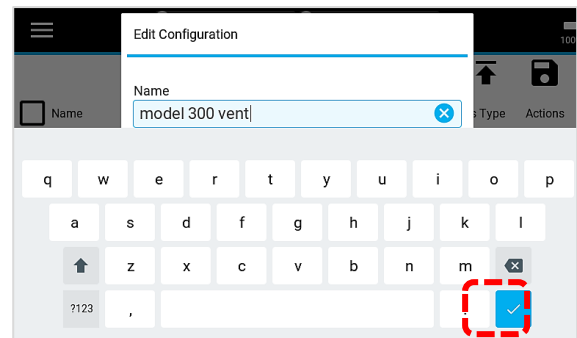 Edit Configuration
100
Name
model 300 vent
Name
Type
Actions
q w e r t y u i o p
a s d f g h j k l
z x c v b n m
?123 ,